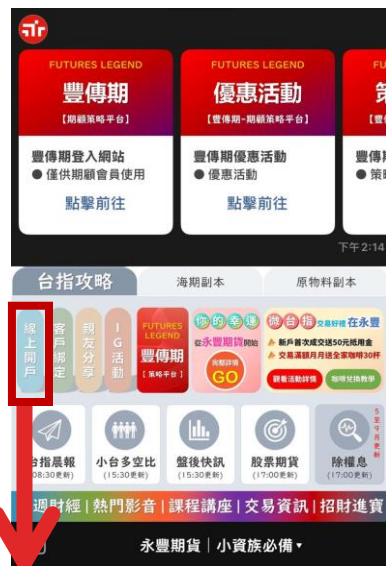 FUTURES LEGEND
豐傳期
【期顧策略平台】
豐傳期登入網站
● 僅供期顧會員使用
點擊前往
FUTURES LEGEND
優惠活動
【豐傳期-期顧策略平台】
豐傳期優惠活動
● 優惠活動
點擊前往
下午2:14
台指攻略
海期副本
原物料副本
線上開戶
客戶綁定
親友分享
IG活動
FUTURES
LEGEND
豐傳期
【策略平台】
你的幸運
從永豐期貨開始
完整詳情
GO
微台指 交易好禮 在永豐
新戶首次成交送50元抵用金
交易滿額月月送全家咖啡30杯
觀看活動詳情
咖啡兌換教學
台指晨報
(08:30更新)
小台多空比
(15:30更新)
盤後快訊
(15:30更新)
股票期貨
(17:00更新)
5至9月更新
除權息
(17:00更新)
週財經|熱門影音|課程講座|交易資訊|招財進寶
永豐期貨｜小資族必備▾